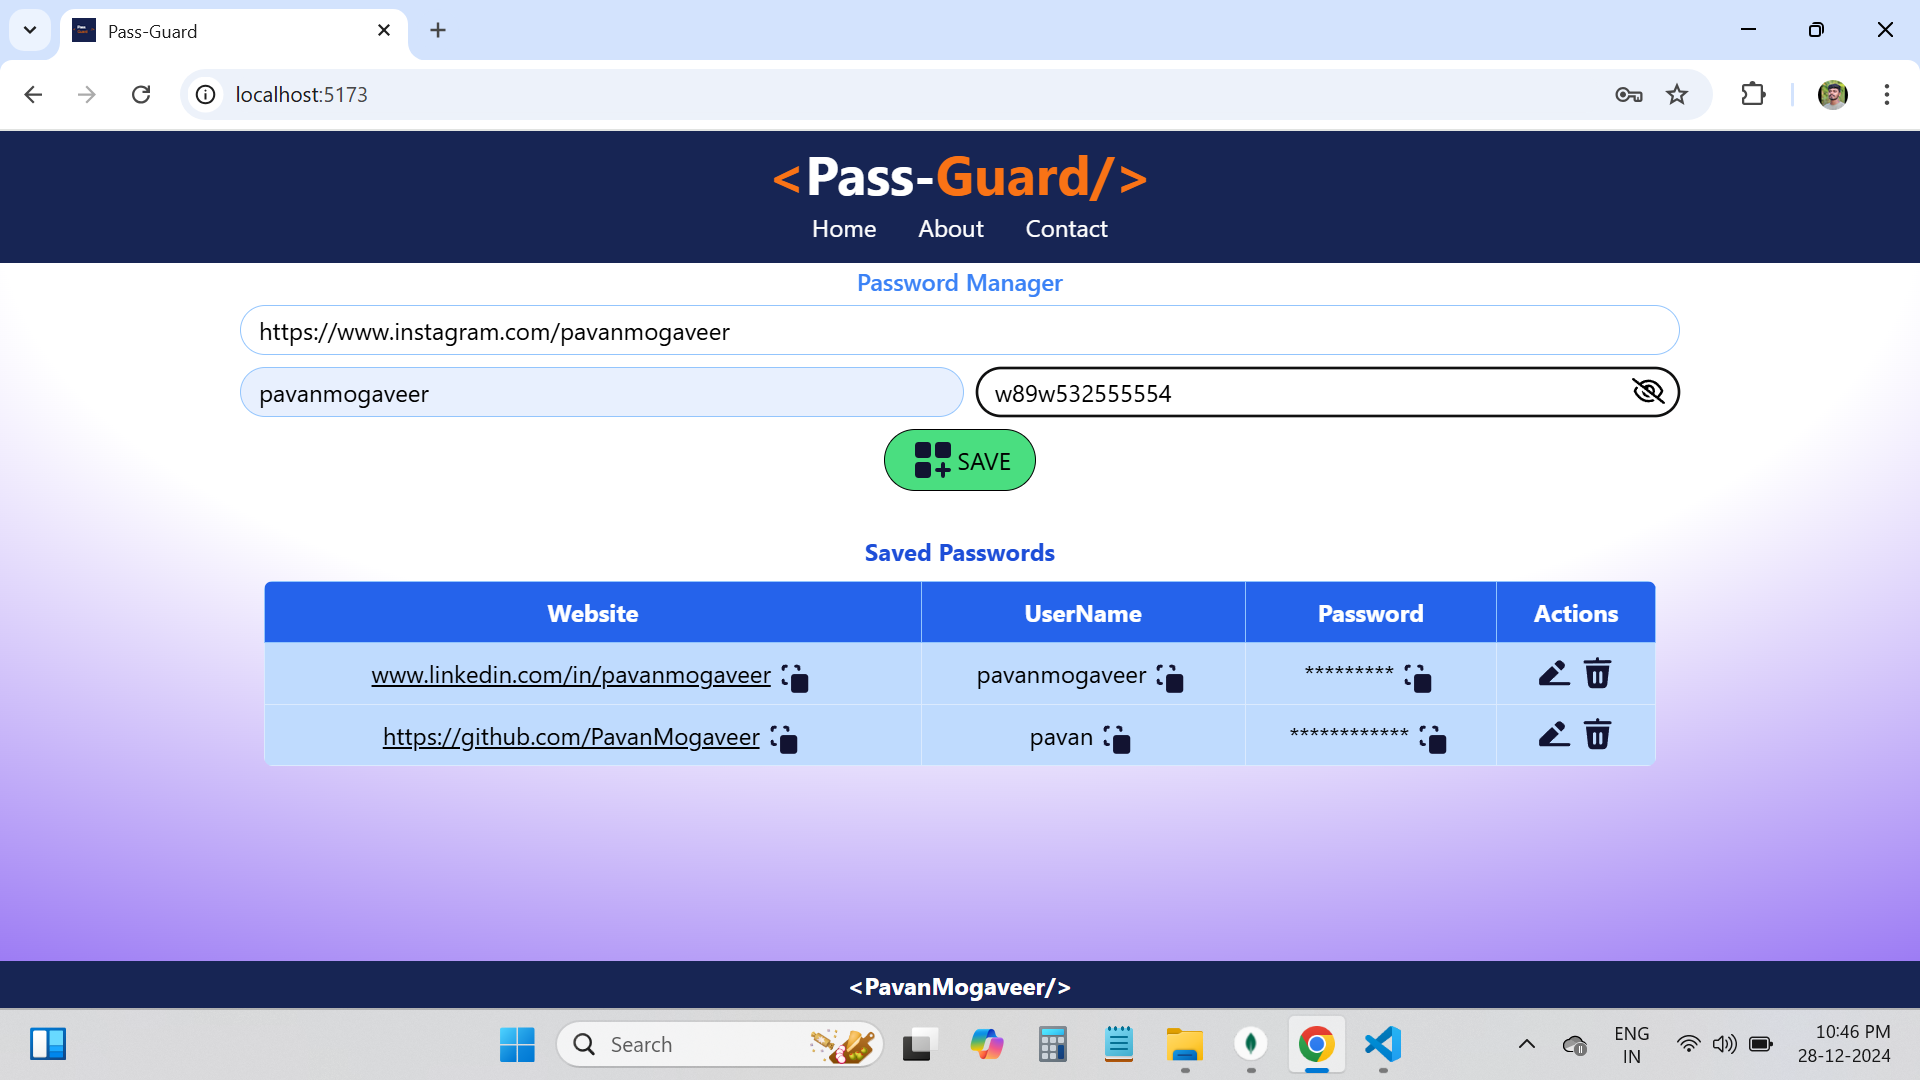 Pass-Guard
localhost:5173
<Pass-Guard/>
Home About Contact
Password Manager
https://www.instagram.com/pavanmogaveer
pavanmogaveer w89w532555554
SAVE
Saved Passwords
Website UserName Password Actions
www.linkedin.com/in/pavanmogaveer pavanmogaveer *********
https://github.com/PavanMogaveer pavan ************
<PavanMogaveer/>
Search
ENG
IN
10:46 PM
28-12-2024